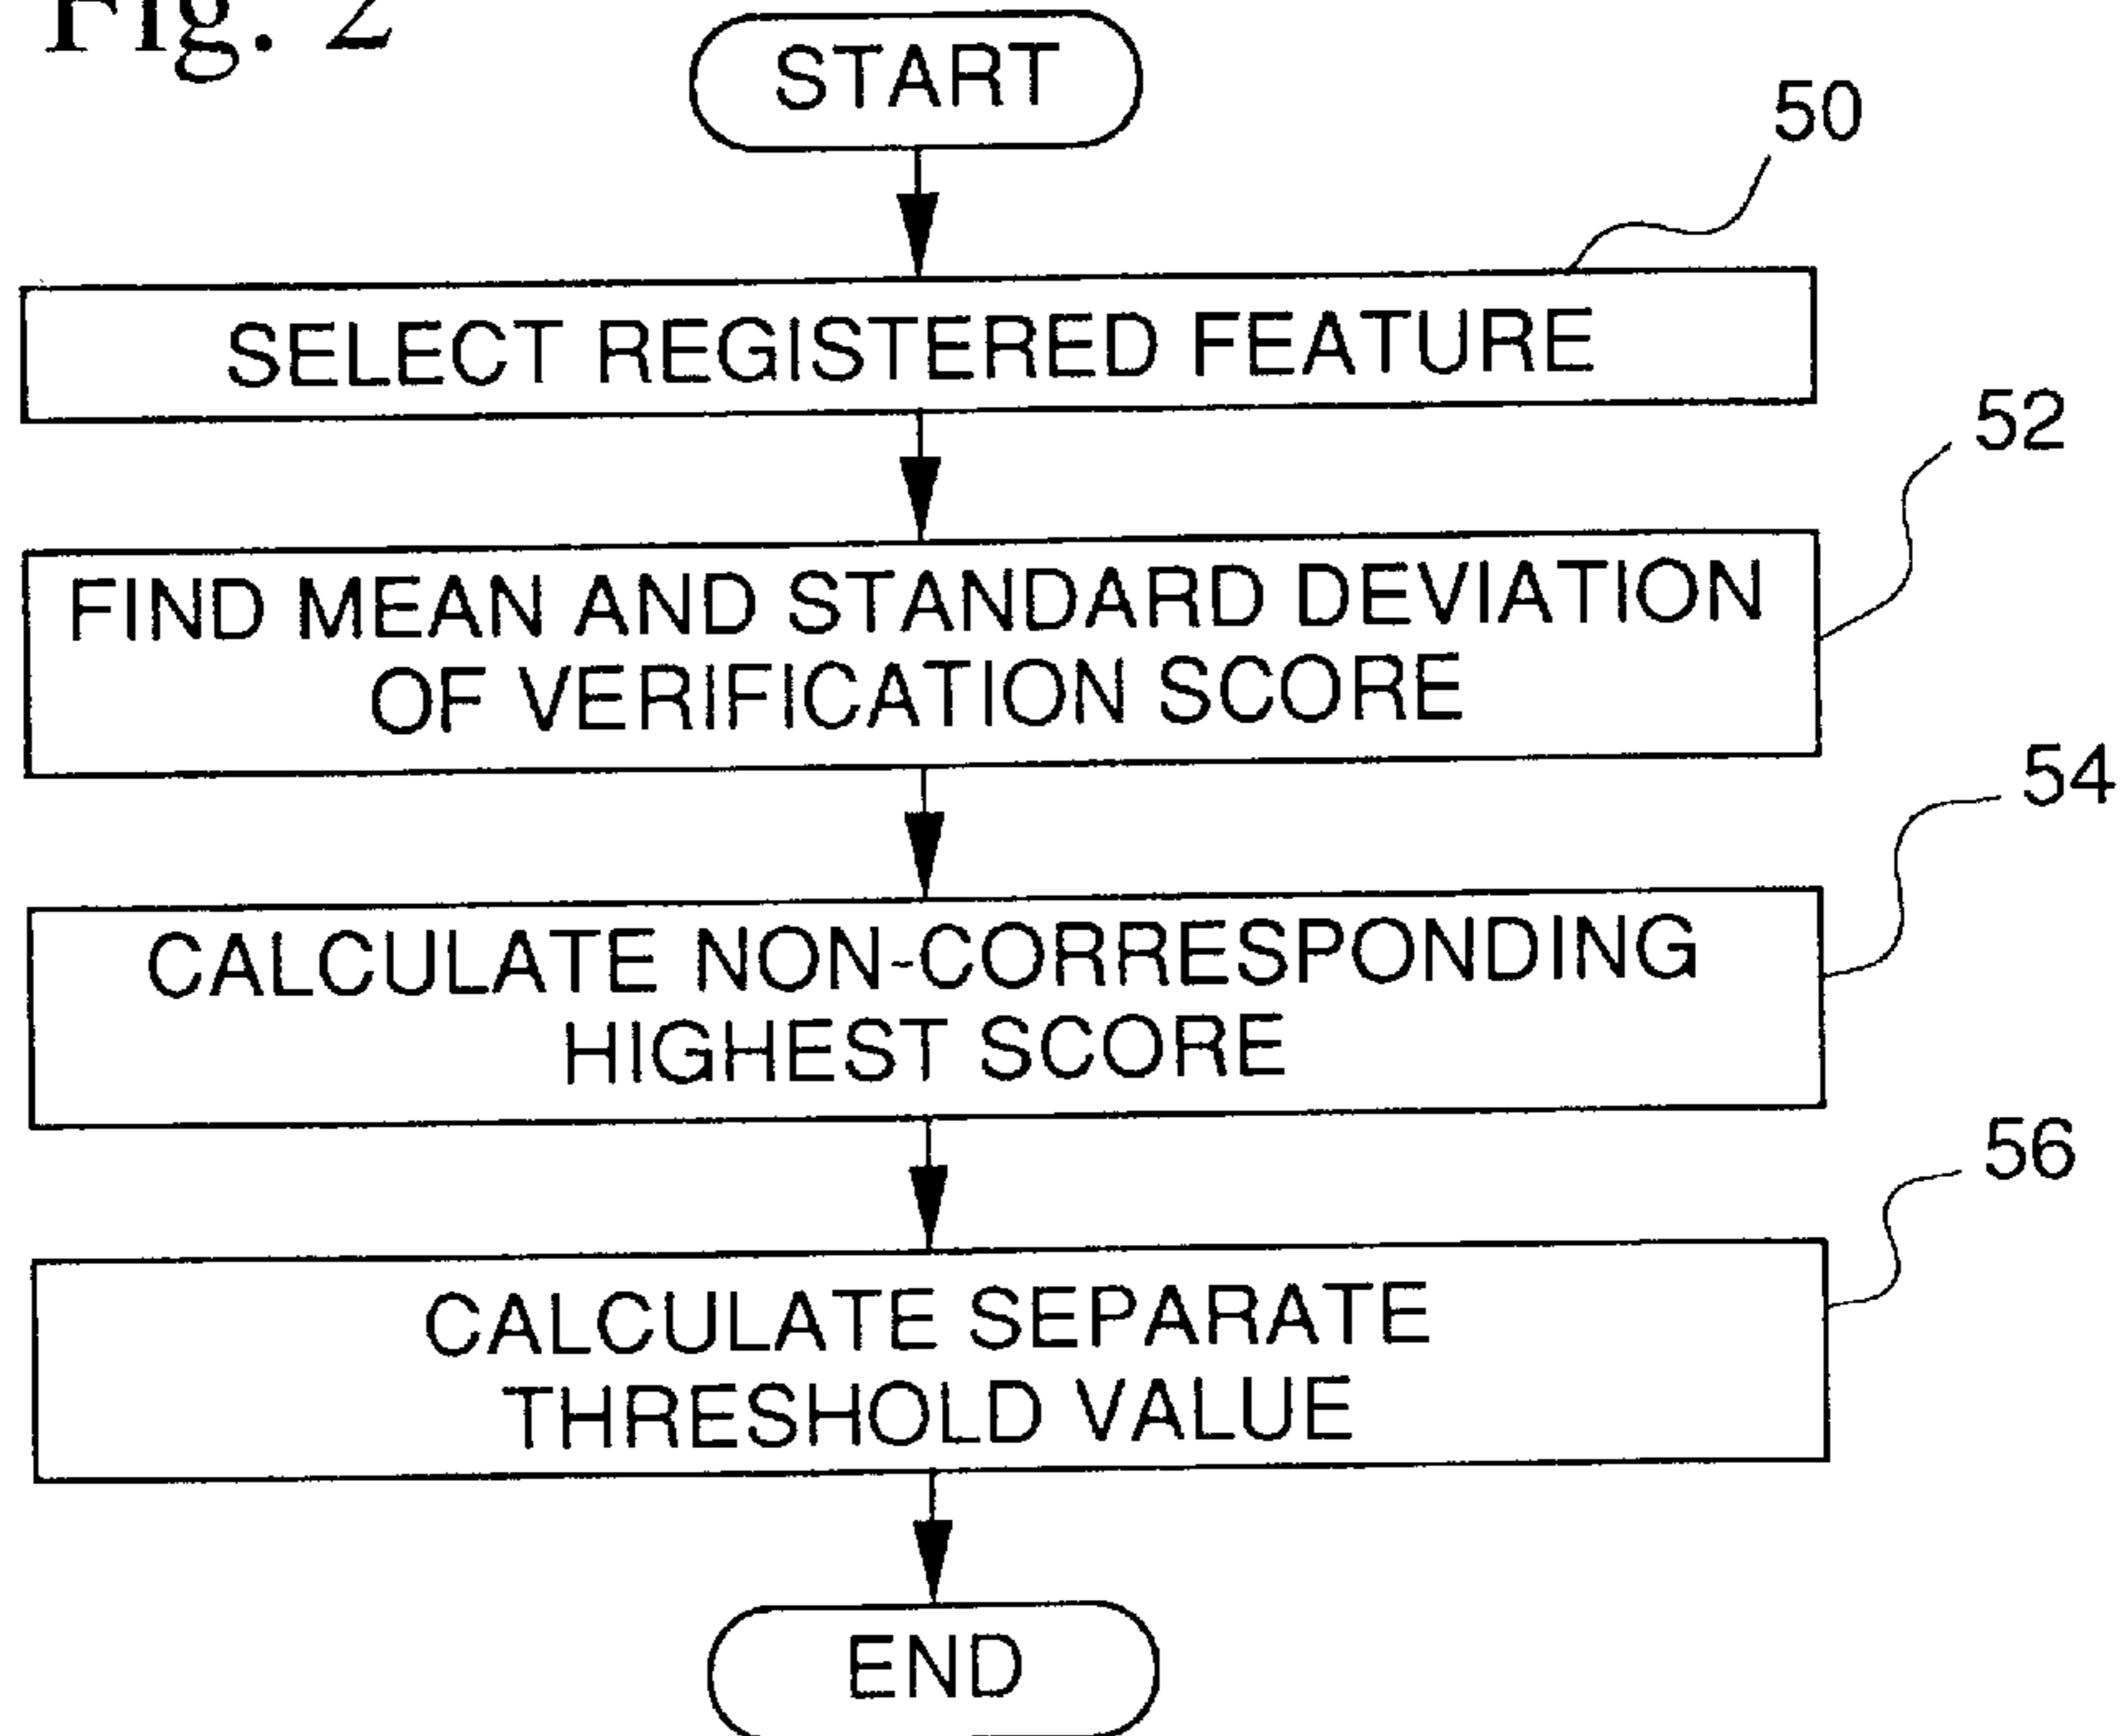 Fig. 2
START
50
SELECT REGISTERED FEATURE
52
FIND MEAN AND STANDARD DEVIATION
OF VERIFICATION SCORE
54
CALCULATE NON-CORRESPONDING
HIGHEST SCORE
56
CALCULATE SEPARATE
THRESHOLD VALUE
END